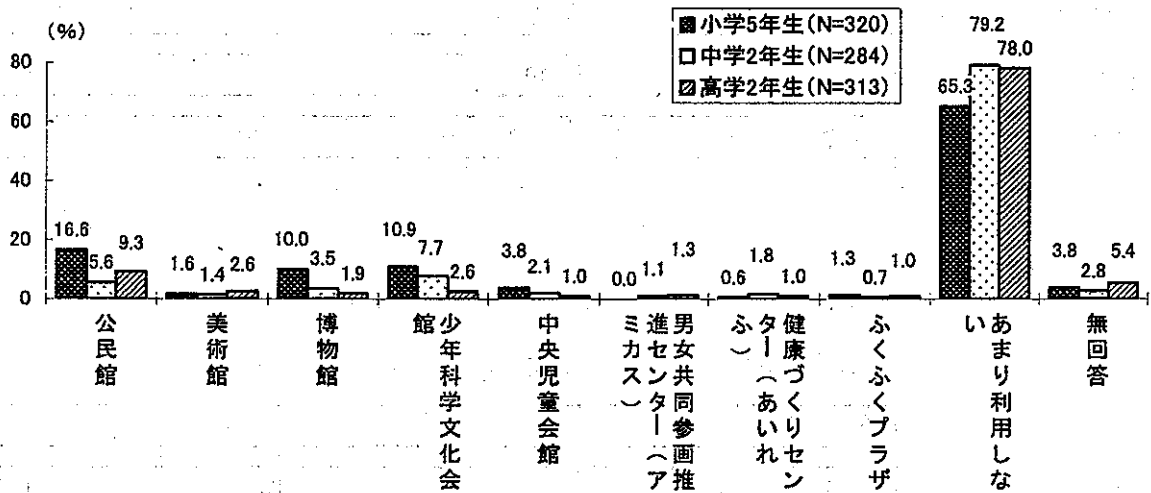 (%)
■小学5年生(N=320)
□中学2年生(N=284)
高学2年生(N=313)
80
60
40
20
0
16.6
5.6
9.3
1.6
1.4
2.6
10.0
3.5
1.9
10.9
7.7
2.6
3.8
2.1
1.0
0.0
1.1
1.3
0.6
1.8
1.0
1.3
0.7
1.0
65.3
79.2
78.0
3.8
2.8
5.4
公民館
美術館
博物館
少年科学文化会
館
中央児童会館
男女共同参画推
進センター（ア
ミカス）
健康づくりセン
ター（あいれ
ふ）
ふくふくプラザ
あまり利用しな
い
無回答